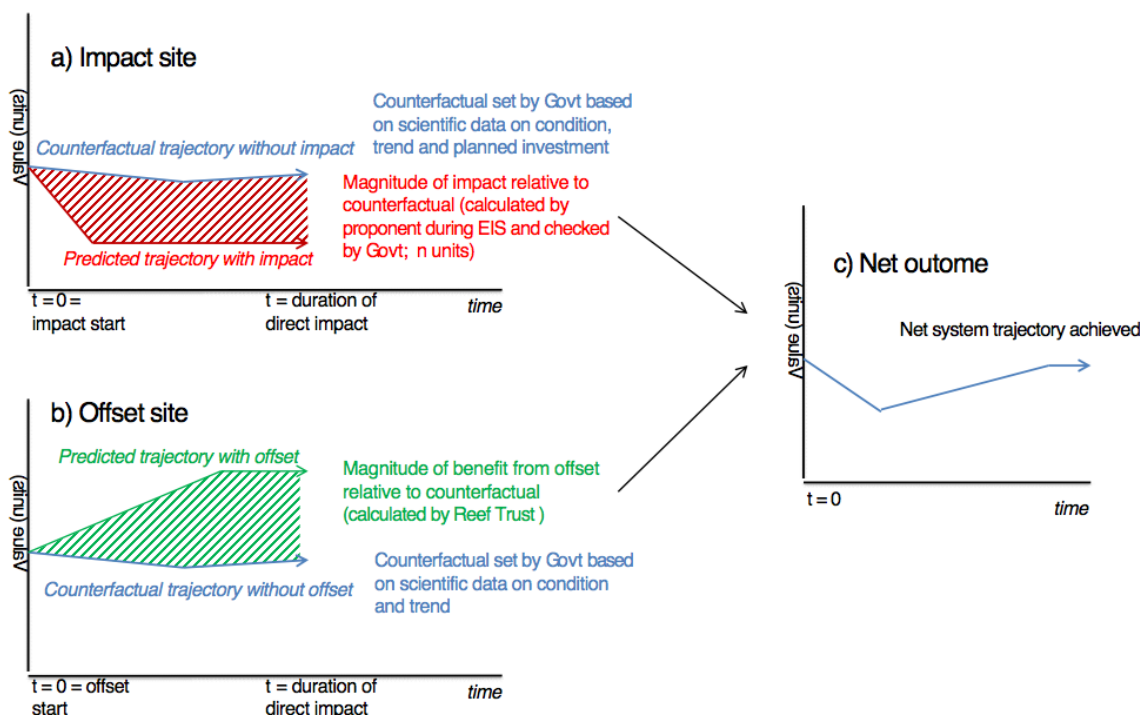 a) Impact site
Value (units)
Counterfactual trajectory without impact
Counterfactual set by Govt based
on scientific data on condition,
trend and planned investment
Magnitude of impact relative to
counterfactual (calculated by
proponent during EIS and checked
by Govt;  n units)
Predicted trajectory with impact
t = 0 =
impact start
t = duration of
direct impact
time
b) Offset site
Value (units)
Predicted trajectory with offset
Magnitude of benefit from offset
relative to counterfactual
(calculated by Reef Trust )
Counterfactual trajectory without offset
Counterfactual set by Govt based
on scientific data on condition
and trend
t = 0 = offset
start
t = duration of
direct impact
time
c) Net outome
Value (units)
Net system trajectory achieved
t = 0
time